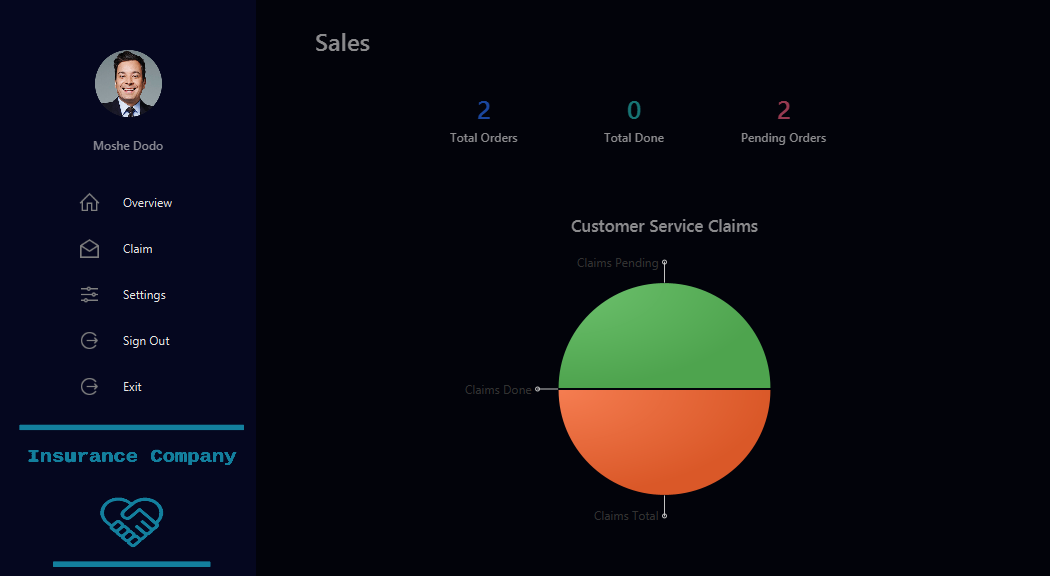 Moshe Dodo
Overview
Claim
Settings
Sign Out
Exit
Insurance Company
Sales
2
Total Orders
0
Total Done
2
Pending Orders
Customer Service Claims
Claims Pending
Claims Done
Claims Total